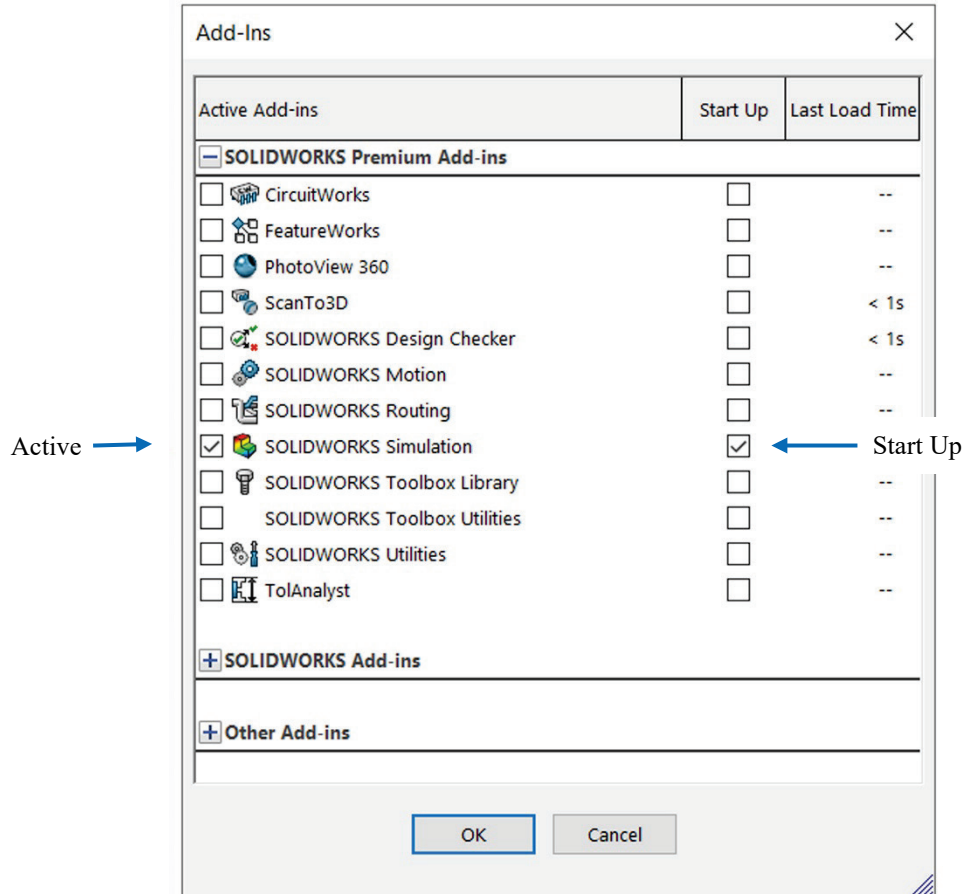 Add-Ins
Active Add-ins Start Up Last Load Time
SOLIDWORKS Premium Add-ins
CircuitWorks --
FeatureWorks --
PhotoView 360 --
ScanTo3D < 1s
SOLIDWORKS Design Checker < 1s
SOLIDWORKS Motion --
SOLIDWORKS Routing --
Active SOLIDWORKS Simulation Start Up
SOLIDWORKS Toolbox Library --
SOLIDWORKS Toolbox Utilities --
SOLIDWORKS Utilities --
TolAnalyst --
SOLIDWORKS Add-ins
Other Add-ins
OK Cancel